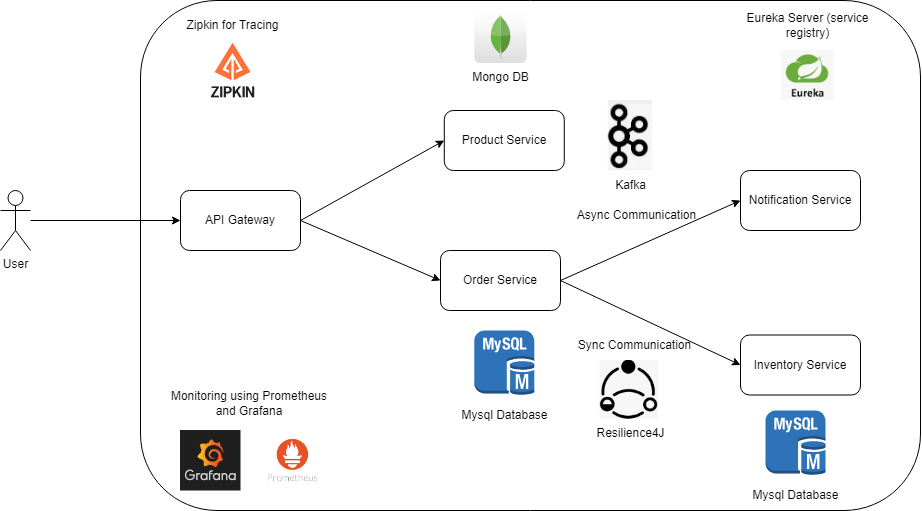 Zipkin for Tracing
ZIPKIN
Mongo DB
Eureka Server (service
registry)
Eureka
Product Service
Kafka
Async Communication
Notification Service
API Gateway
User
Order Service
MySQL
M
Mysql Database
Sync Communication
Resilience4J
Inventory Service
MySQL
M
Mysql Database
Monitoring using Prometheus
and Grafana
Grafana
Prometheus